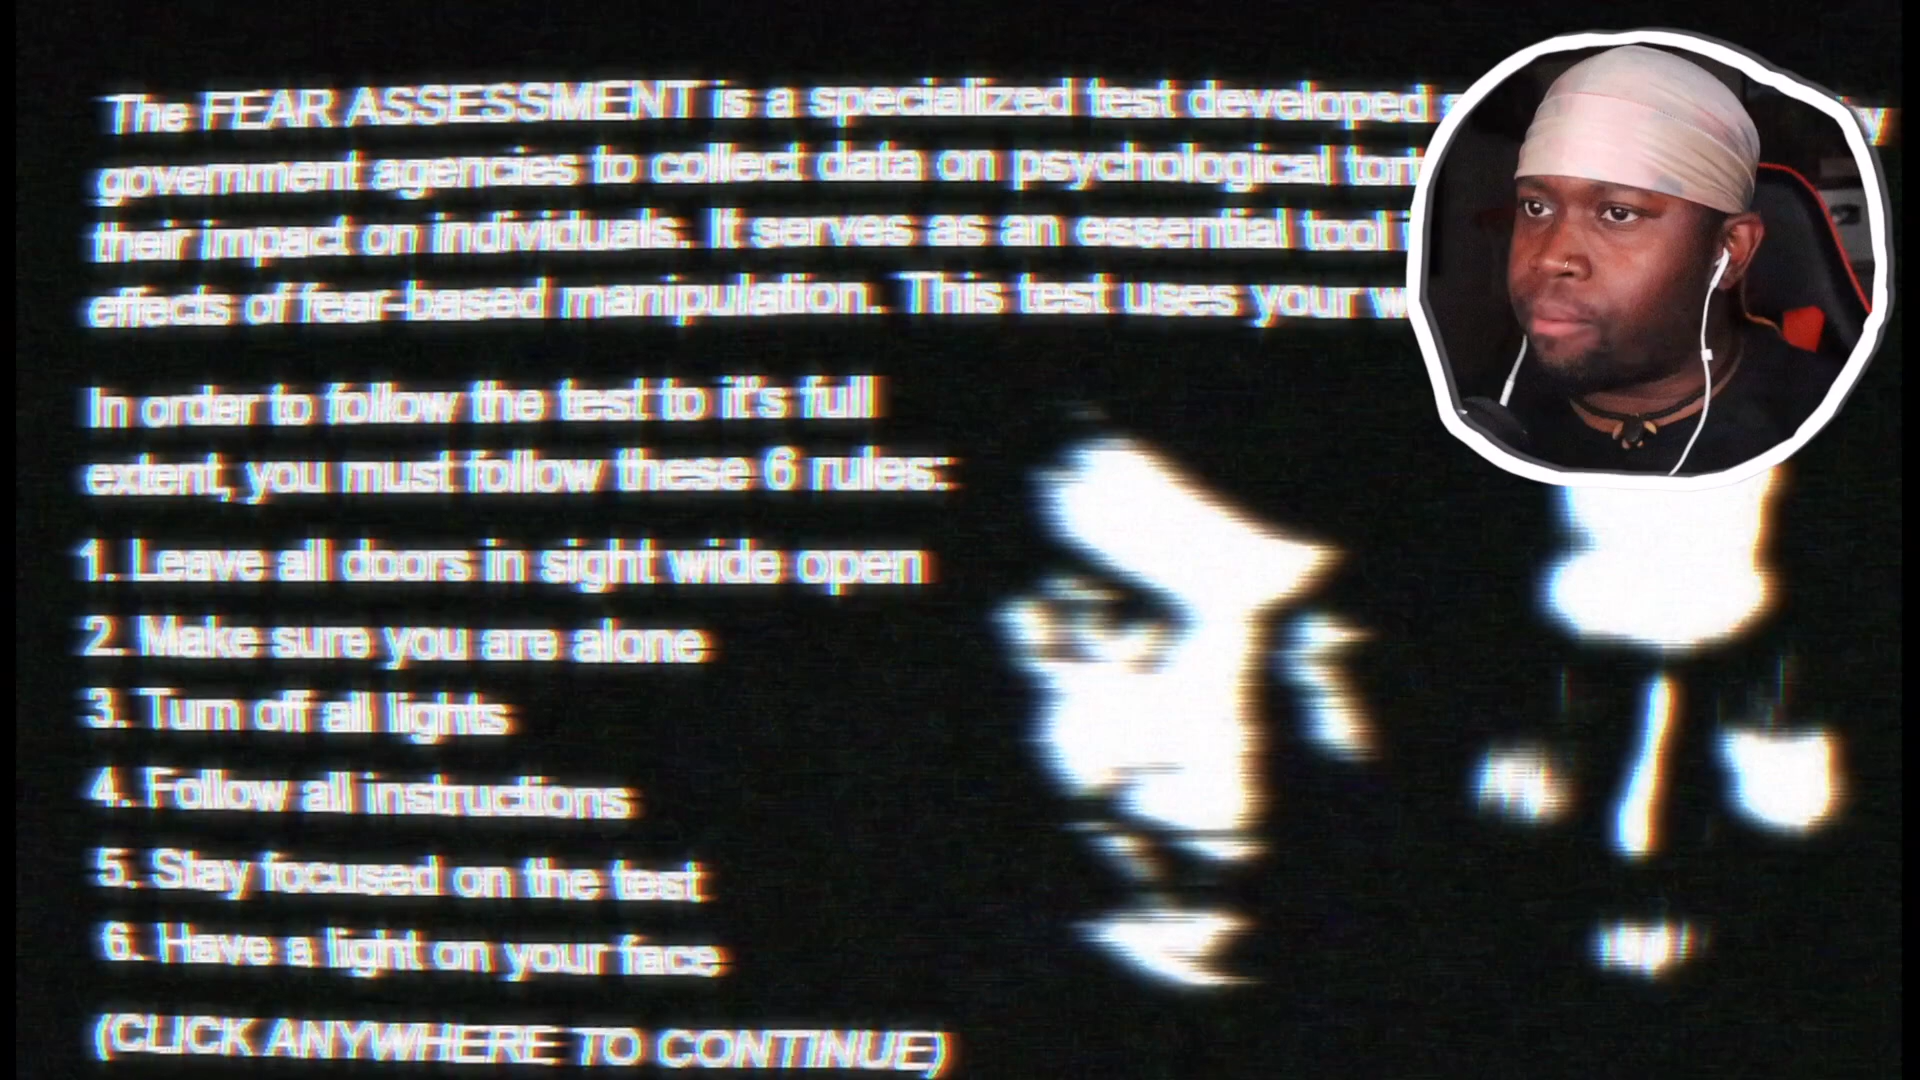 The FEAR ASSESSMENT is a specialized test developed
government agencies to collect data on psychological
their impact on individuals. It serves as an essential tool
effects of fear-based manipulation. This test uses your
In order to follow the test to it's full
extent, you must follow these 6 rules:
1. Leave all doors in sight wide open
2. Make sure you are alone
3. Turn off all lights
4. Follow all instructions
5. Stay focused on the test
6. Have a light on your face
(CLICK ANYWHERE TO CONTINUE)